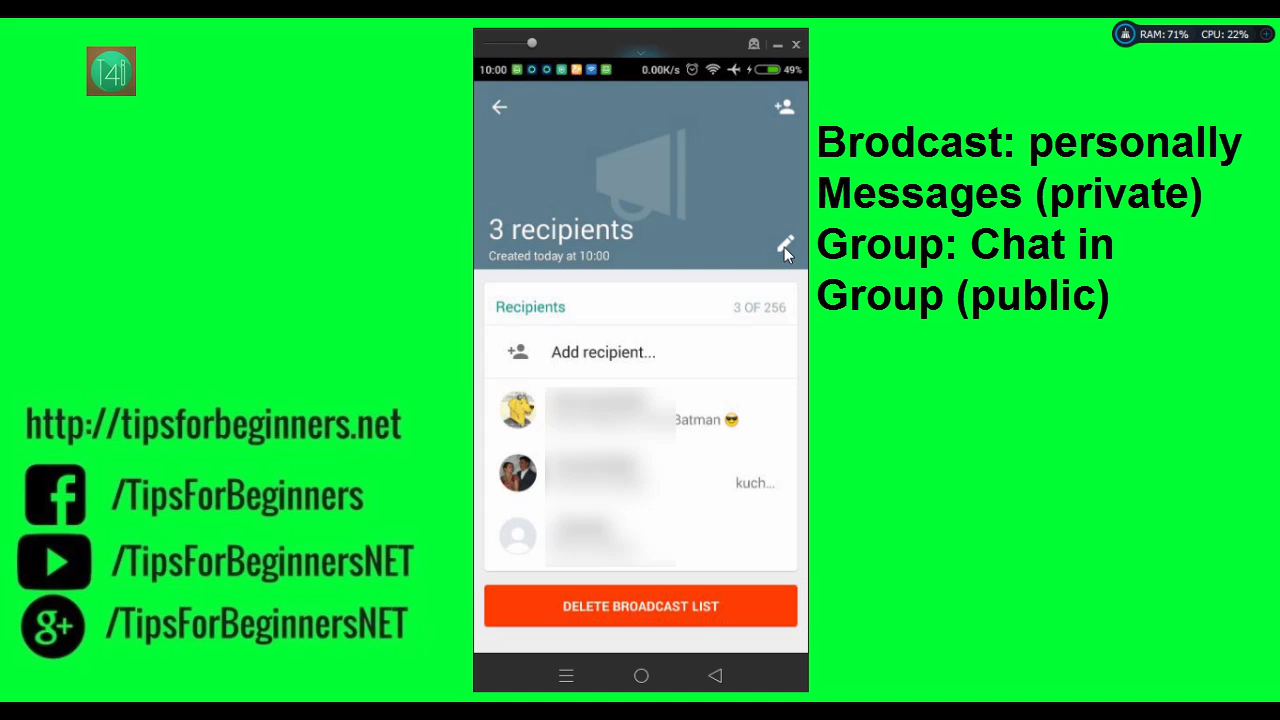 RAM: 71% CPU: 22%
T4B
10:00 0.00K/s 49%
3 recipients
Created today at 10:00
Recipients 3 OF 256
Add recipient...
Batman 😎
kuch...
DELETE BROADCAST LIST
Brodcast: personally
Messages (private)
Group: Chat in
Group (public)
http://tipsforbeginners.net
/TipsForBeginners
/TipsForBeginnersNET
g+ /TipsForBeginnersNET